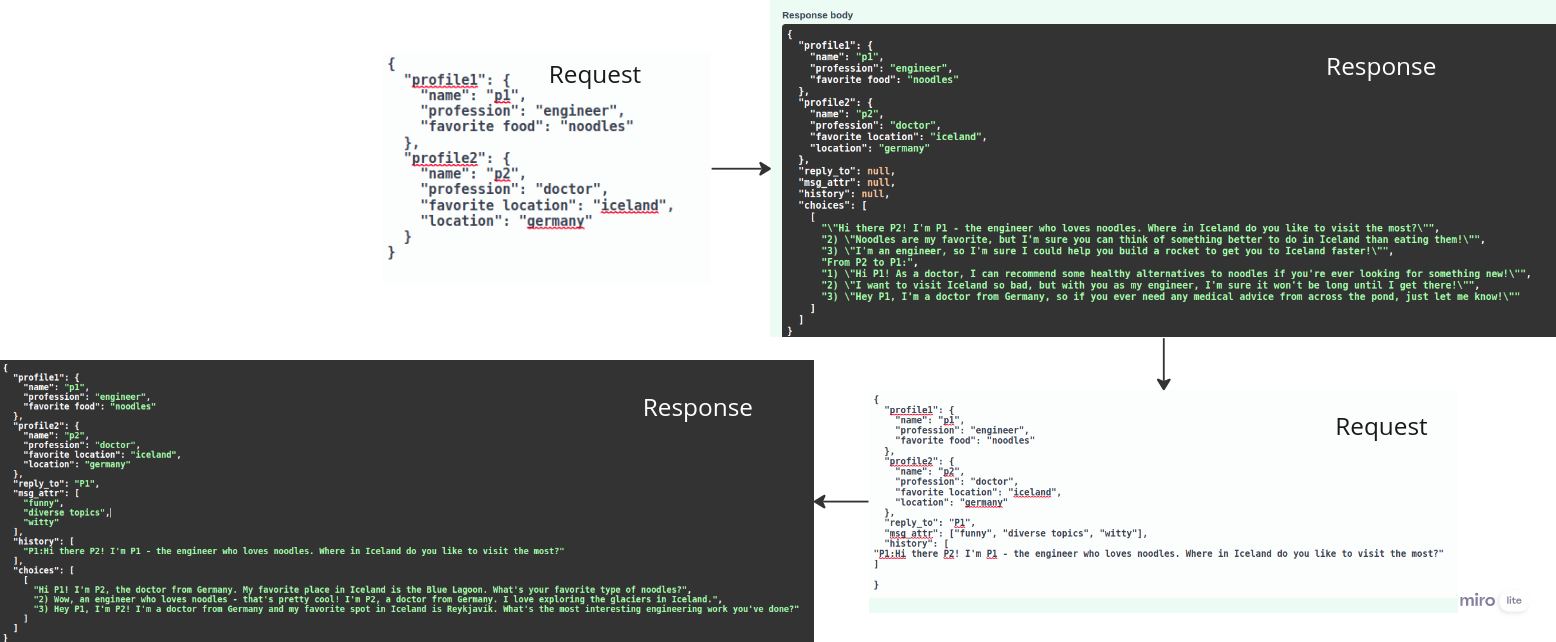 {
  "profile1": {
    "name": "p1",
    "profession": "engineer",
    "favorite food": "noodles"
  },
  "profile2": {
    "name": "p2",
    "profession": "doctor",
    "favorite location": "iceland",
    "location": "germany"
  }
}
Request
Response body
{
  "profile1": {
    "name": "p1",
    "profession": "engineer",
    "favorite food": "noodles"
  },
  "profile2": {
    "name": "p2",
    "profession": "doctor",
    "favorite location": "iceland",
    "location": "germany"
  },
  "reply_to": null,
  "msg_attr": null,
  "history": null,
  "choices": [
    [
      "\"Hi there P2! I'm P1 - the engineer who loves noodles. Where in Iceland do you like to visit the most?\"",
      "2) \"Noodles are my favorite, but I'm sure you can think of something better to do in Iceland than eating them!\"",
      "3) \"I'm an engineer, so I'm sure I could help you build a rocket to get you to Iceland faster!\"",
      "From P2 to P1:",
      "1) \"Hi P1! As a doctor, I can recommend some healthy alternatives to noodles if you're ever looking for something new!\"",
      "2) \"I want to visit Iceland so bad, but with you as my engineer, I'm sure it won't be long until I get there!\"",
      "3) \"Hey P1, I'm a doctor from Germany, so if you ever need any medical advice from across the pond, just let me know!\""
    ]
  ]
}
Response
{
  "profile1": {
    "name": "p1",
    "profession": "engineer",
    "favorite food": "noodles"
  },
  "profile2": {
    "name": "p2",
    "profession": "doctor",
    "favorite location": "iceland",
    "location": "germany"
  },
  "reply_to": "P1",
  "msg_attr": ["funny", "diverse topics", "witty"],
  "history": [
"P1:Hi there P2! I'm P1 - the engineer who loves noodles. Where in Iceland do you like to visit the most?"
]
}
Request
{
  "profile1": {
    "name": "p1",
    "profession": "engineer",
    "favorite food": "noodles"
  },
  "profile2": {
    "name": "p2",
    "profession": "doctor",
    "favorite location": "iceland",
    "location": "germany"
  },
  "reply_to": "P1",
  "msg_attr": [
    "funny",
    "diverse topics",
    "witty"
  ],
  "history": [
    "P1:Hi there P2! I'm P1 - the engineer who loves noodles. Where in Iceland do you like to visit the most?"
  ],
  "choices": [
    [
      "Hi P1! I'm P2, the doctor from Germany. My favorite place in Iceland is the Blue Lagoon. What's your favorite type of noodles?",
      "2) Wow, an engineer who loves noodles - that's pretty cool! I'm P2, a doctor from Germany. I love exploring the glaciers in Iceland.",
      "3) Hey P1, I'm P2! I'm a doctor from Germany and my favorite spot in Iceland is Reykjavik. What's the most interesting engineering work you've done?"
    ]
  ]
}
Response
miro lite